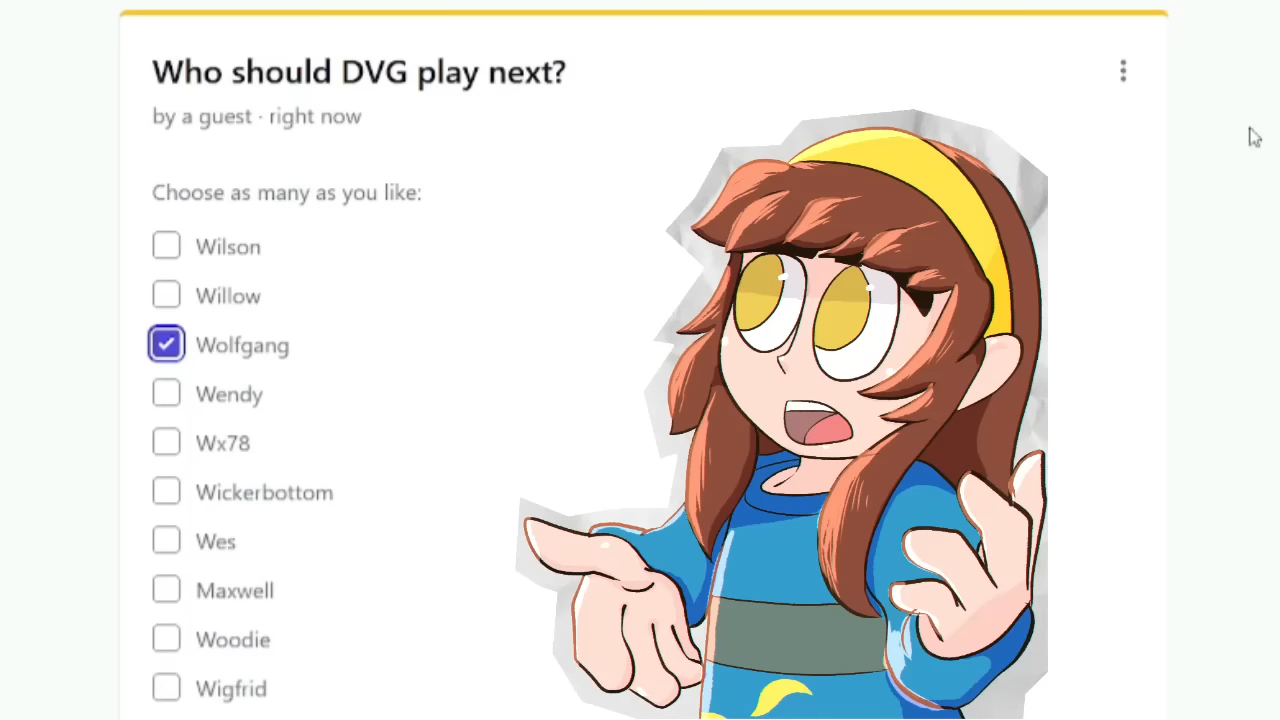 Who should DVG play next?
by a guest · right now
Choose as many as you like:
Wilson
Willow
Wolfgang
Wendy
Wx78
Wickerbottom
Wes
Maxwell
Woodie
Wigfrid